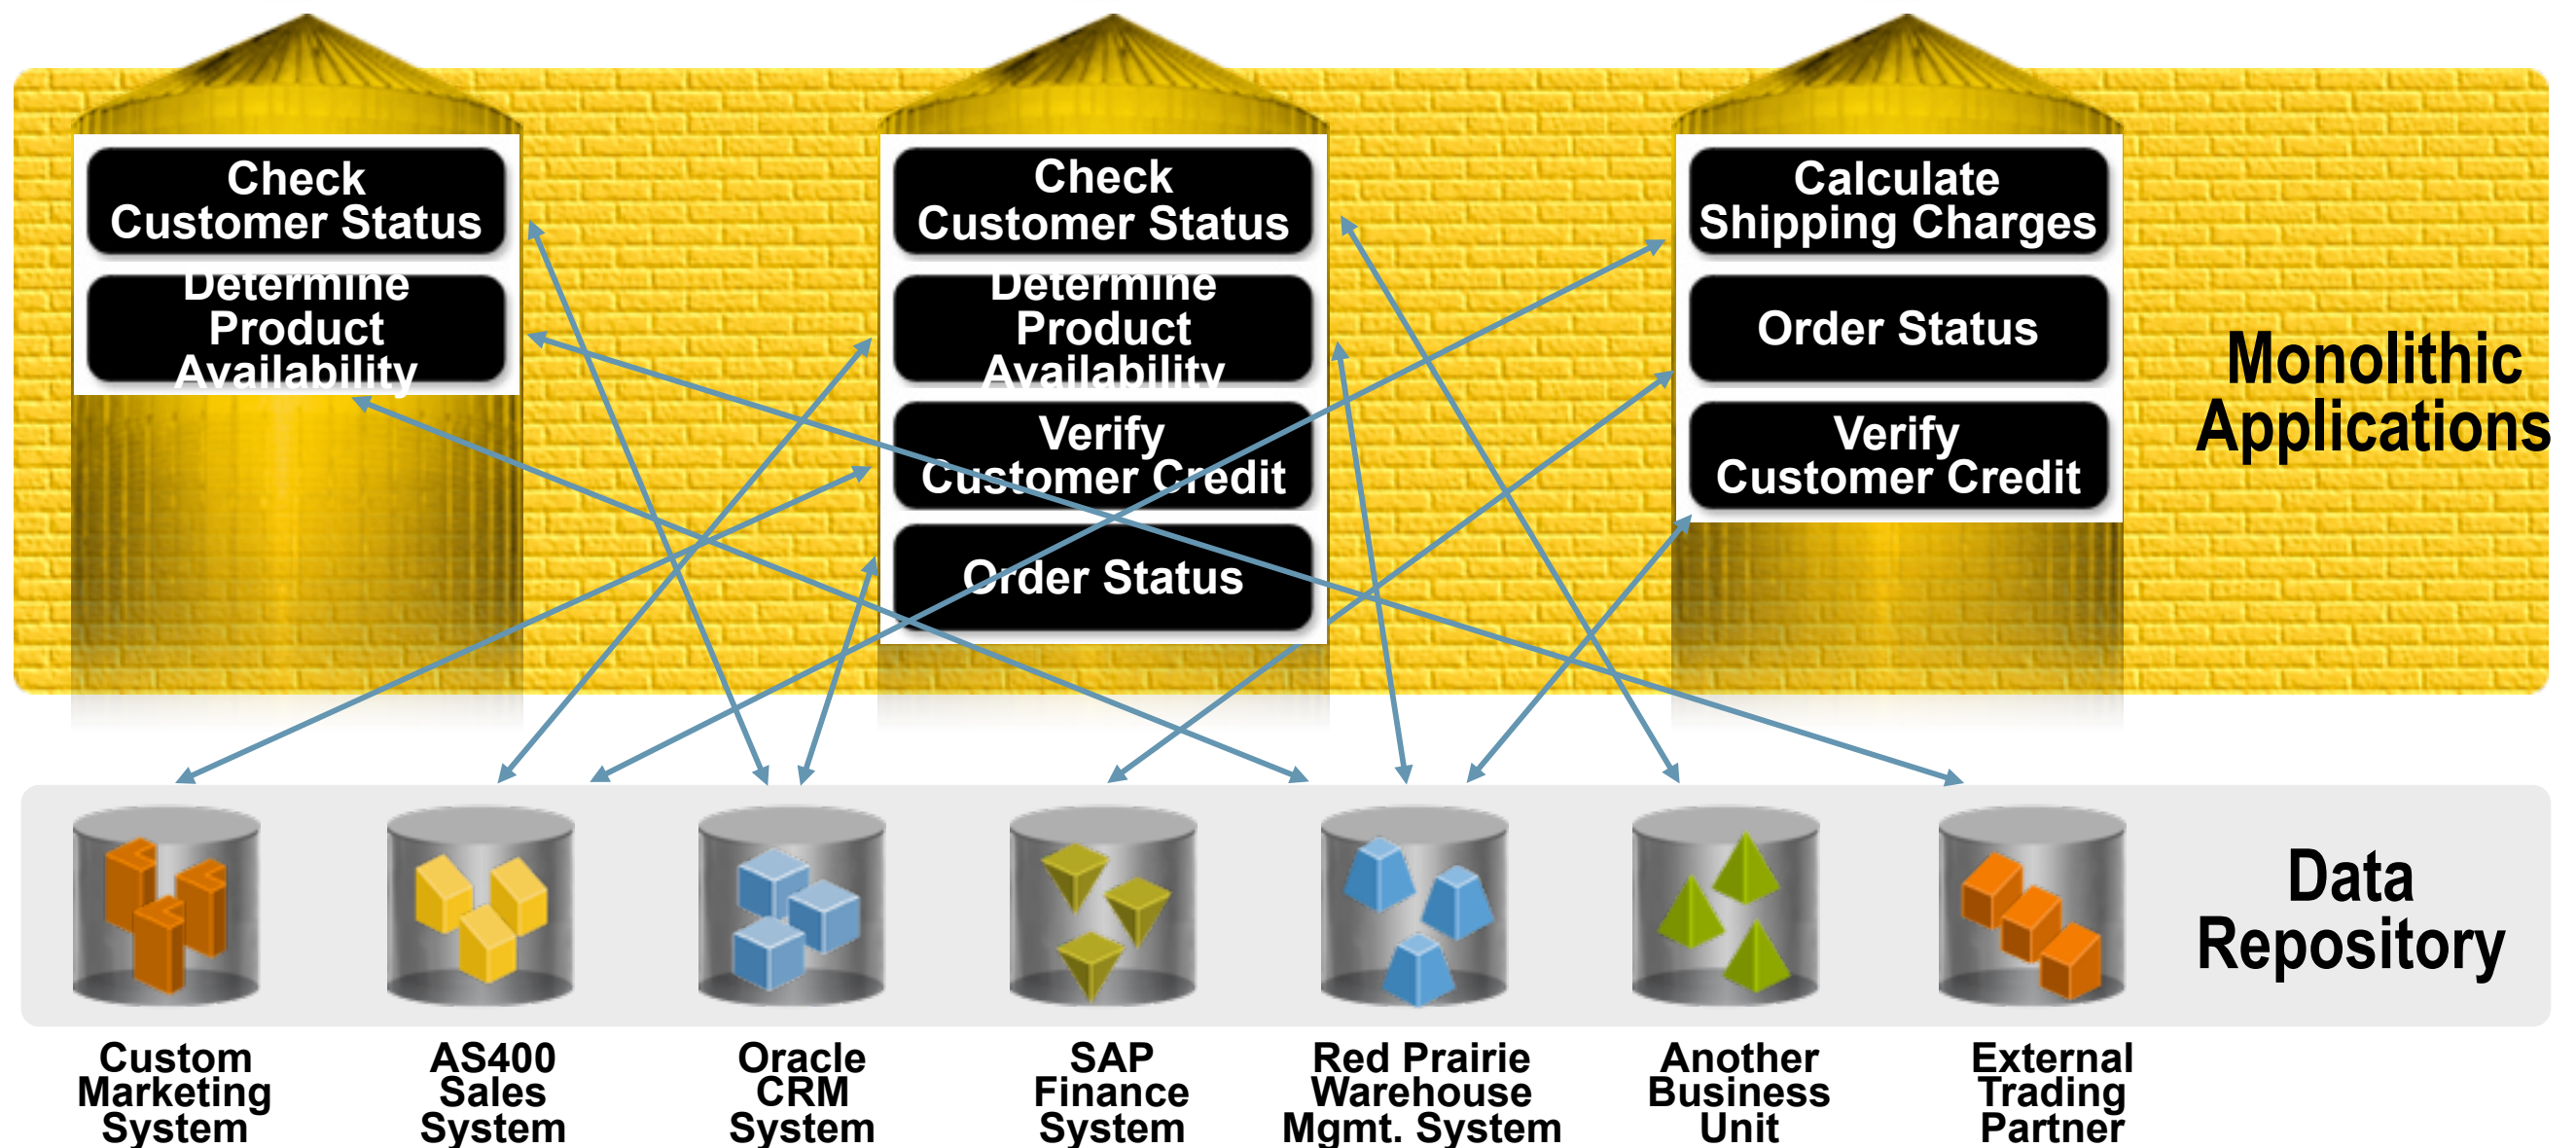 Check
Customer Status
Determine
Product
Availability
Check
Customer Status
Determine
Product
Availability
Verify
Customer Credit
Order Status
Calculate
Shipping Charges
Order Status
Verify
Customer Credit
Monolithic
Applications
Data
Repository
Custom
Marketing
System
AS400
Sales
System
Oracle
CRM
System
SAP
Finance
System
Red Prairie
Warehouse
Mgmt. System
Another
Business
Unit
External
Trading
Partner